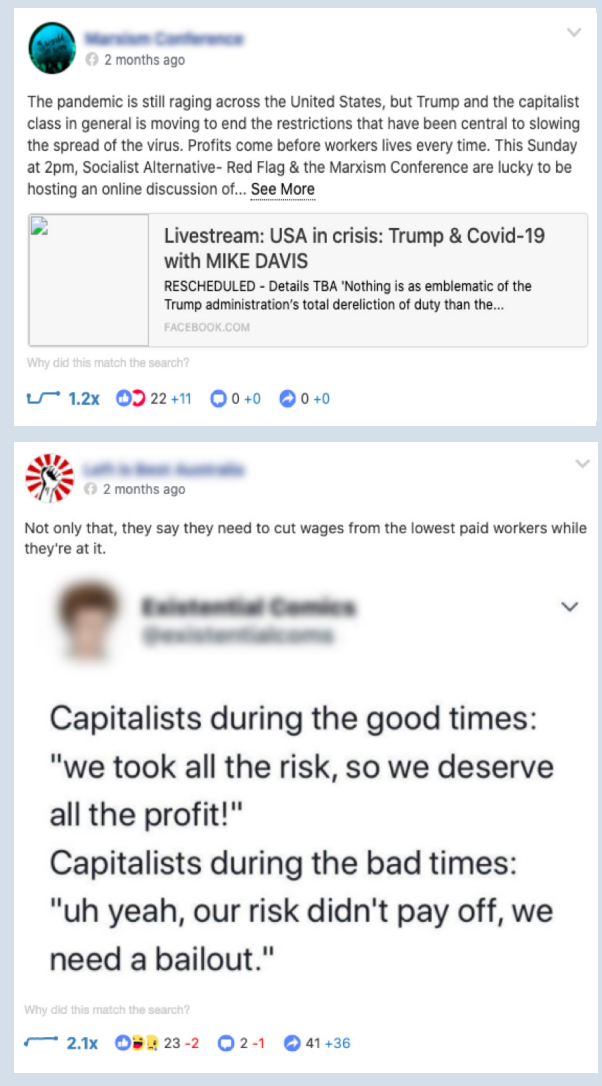 Marxism Conference
2 months ago
The pandemic is still raging across the United States, but Trump and the capitalist
class in general is moving to end the restrictions that have been central to slowing
the spread of the virus. Profits come before workers lives every time. This Sunday
at 2pm, Socialist Alternative- Red Flag & the Marxism Conference are lucky to be
hosting an online discussion of... See More
Livestream: USA in crisis: Trump & Covid-19
with MIKE DAVIS
RESCHEDULED - Details TBA 'Nothing is as emblematic of the
Trump administration's total dereliction of duty than the...
FACEBOOK.COM
Why did this match the search?
1.2x 22 +11 0 +0 0 +0
2 months ago
Not only that, they say they need to cut wages from the lowest paid workers while
they're at it.
Existential Comics
@existentialcoms
Capitalists during the good times:
"we took all the risk, so we deserve
all the profit!"
Capitalists during the bad times:
"uh yeah, our risk didn't pay off, we
need a bailout."
Why did this match the search?
2.1x 23 -2 2 -1 41 +36